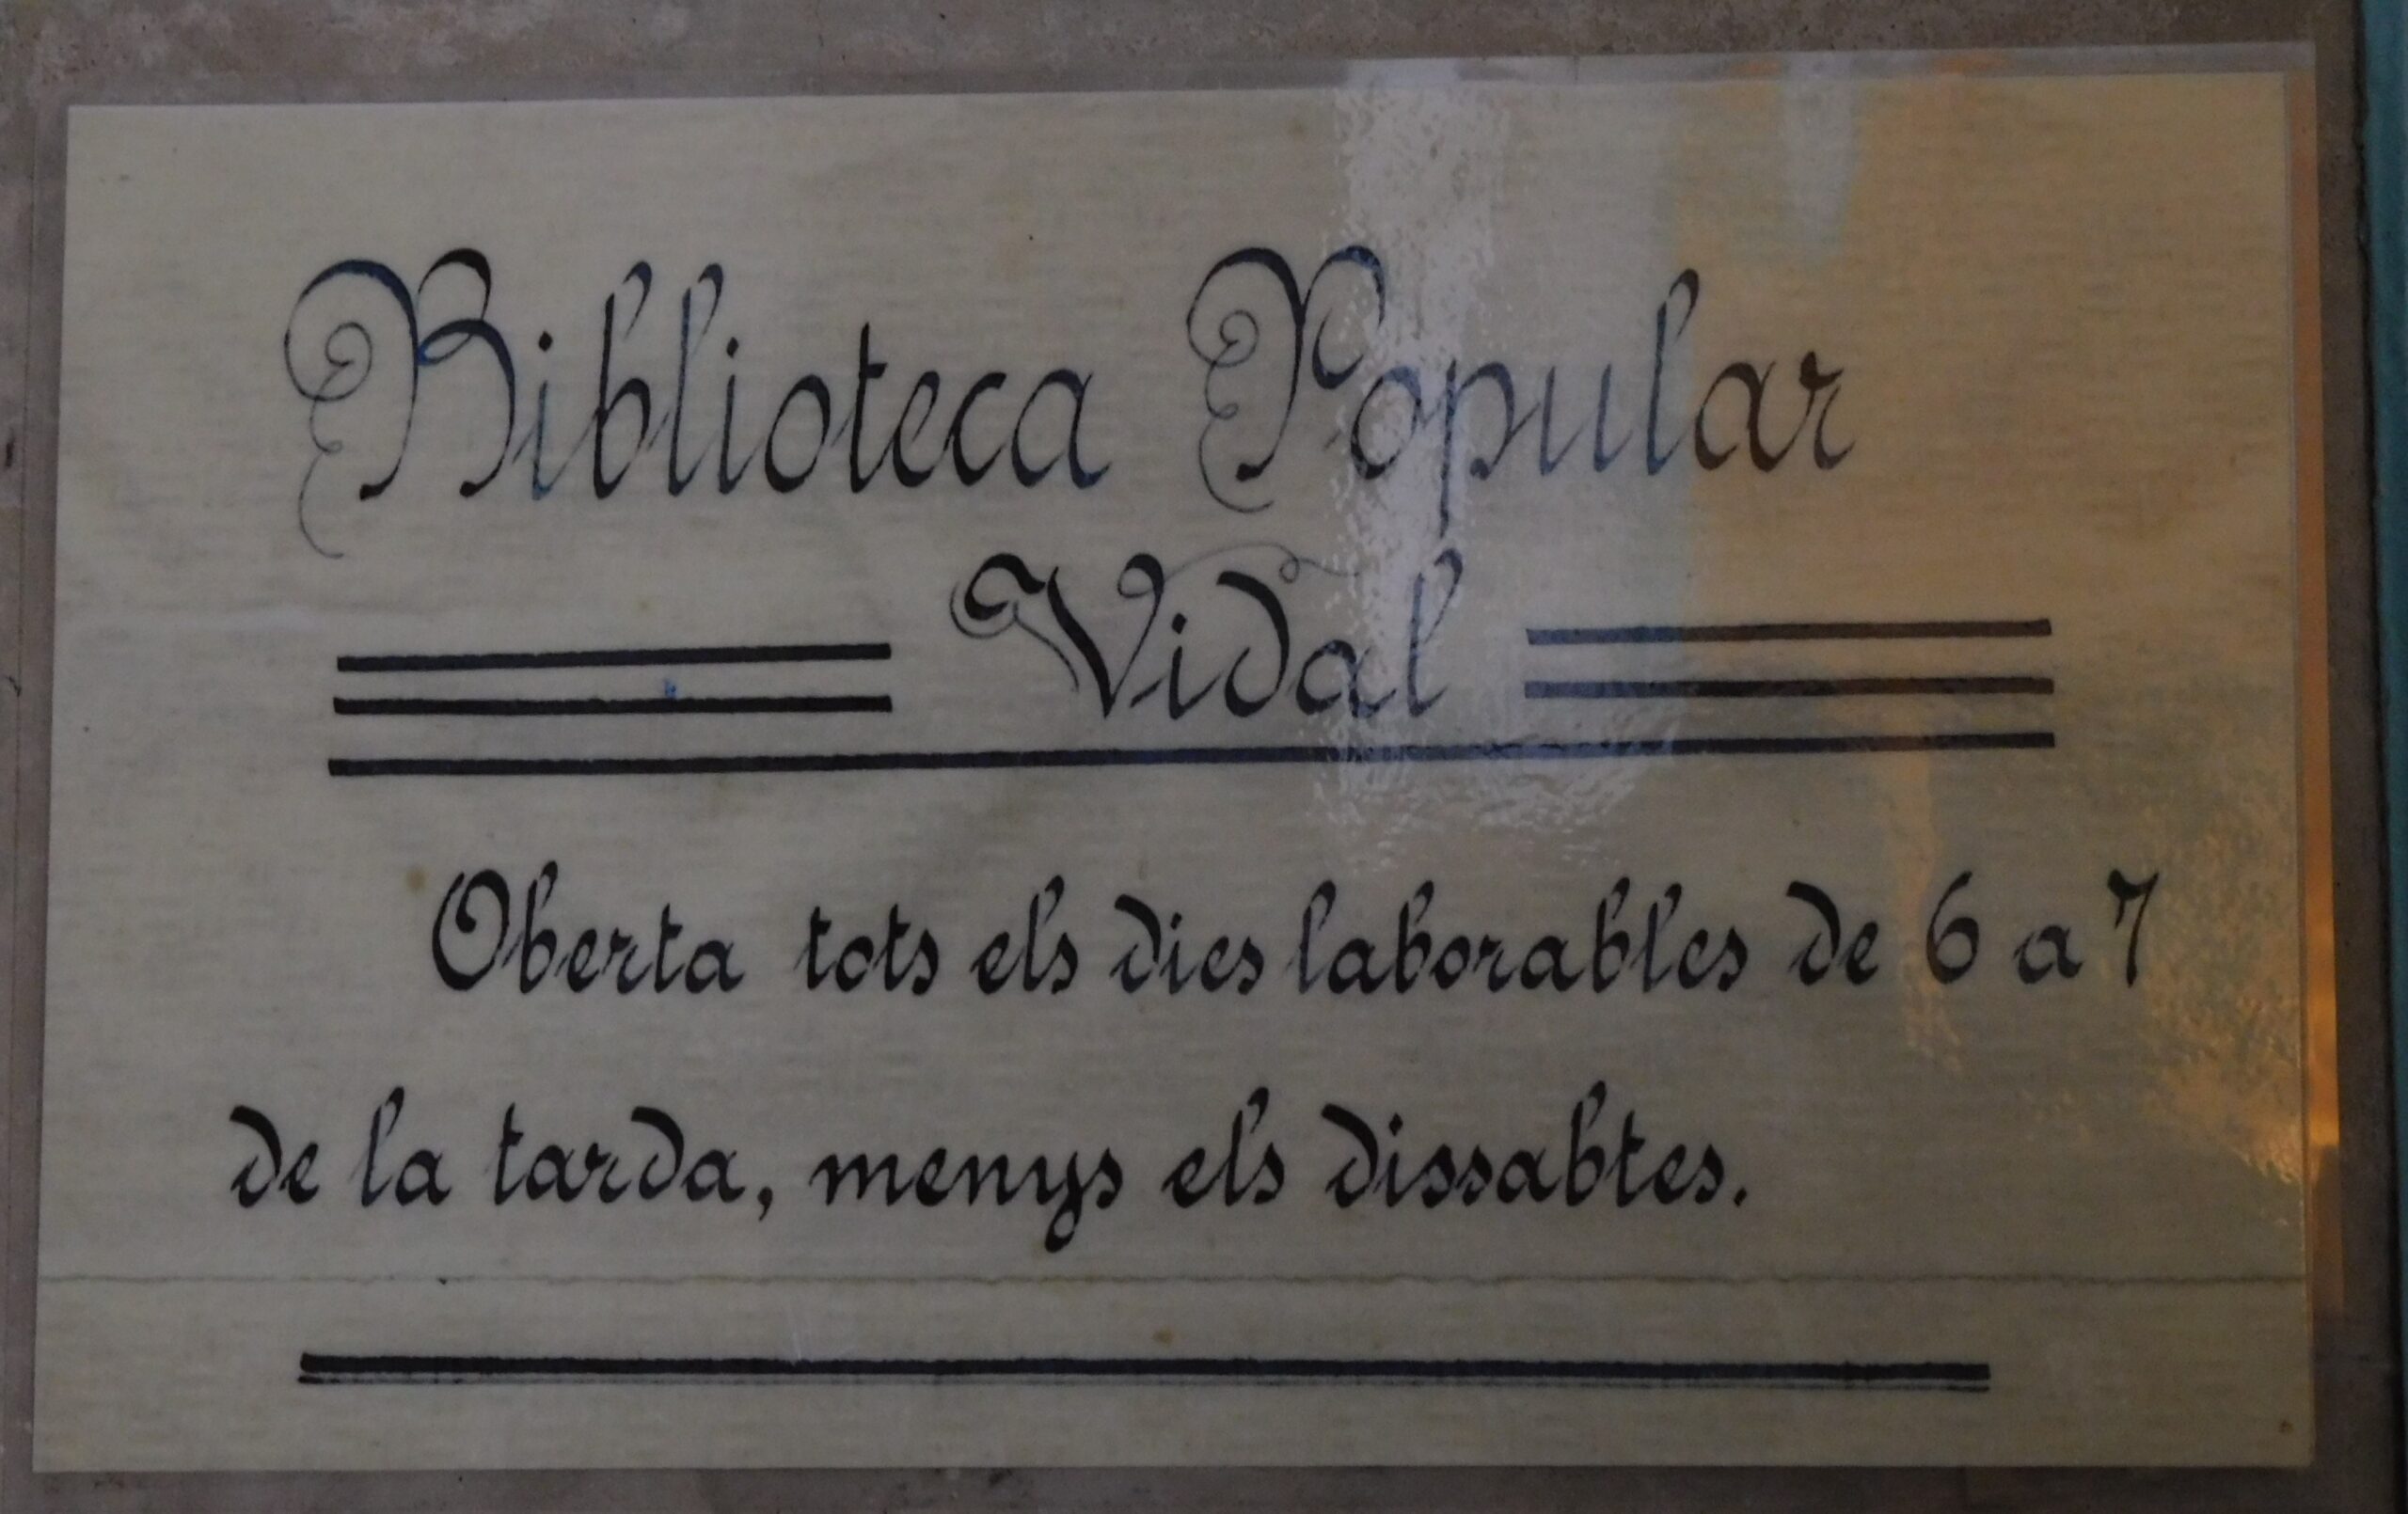 Biblioteca Popular
Vidal
Oberta tots els dies laborables de 6 a 7
de la tarda, menys els dissabtes.